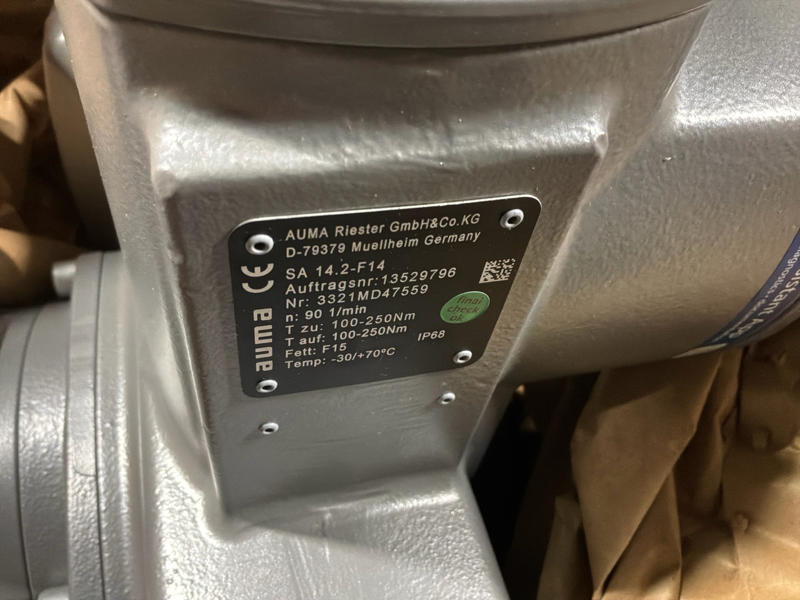 AUMA Riester GmbH&Co.KG
D-79379 Muellheim Germany
SA 14.2-F14
Auftragsnr:13529796
Nr: 3321MD47559
n: 90 1/min
T zu: 100-250Nm
T auf: 100-250Nm
IP68
Fett: F15
Temp: -30/+70°C
auma CE
final
check
ok